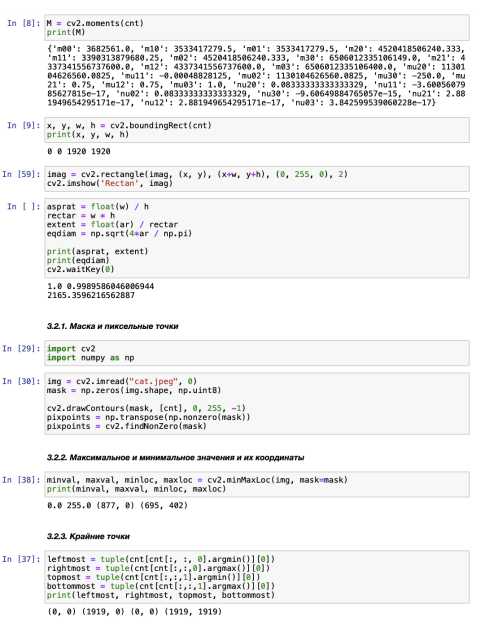 In [8]: M = cv2.moments(cnt)
print(M)
{'m00': 3682561.0, 'm10': 3533417279.5, 'm01': 3533417279.5, 'm20': 4520418506240.333,
'm11': 3390313879680.25, 'm02': 4520418506240.333, 'm30': 6506012335106149.0, 'm21': 4
337341556737600.0, 'm12': 4337341556737600.0, 'm03': 6506012335106400.0, 'mu20': 11301
04626560.0825, 'mu11': -0.00048828125, 'mu02': 1130104626560.0825, 'mu30': -250.0, 'mu
21': 0.75, 'mu12': 0.75, 'mu03': 1.0, 'nu20': 0.08333333333333329, 'nu11': -3.60056079
85627815e-17, 'nu02': 0.08333333333333329, 'nu30': -9.60649884765057e-15, 'nu21': 2.88
1949654295171e-17, 'nu12': 2.881949654295171e-17, 'nu03': 3.842599539060228e-17}
In [9]: x, y, w, h = cv2.boundingRect(cnt)
print(x, y, w, h)
0 0 1920 1920
In [59]: imag = cv2.rectangle(imag, (x, y), (x+w, y+h), (0, 255, 0), 2)
cv2.imshow('Rectan', imag)
In [ ]: asprat = float(w) / h
rectar = w * h
extent = float(ar) / rectar
eqdiam = np.sqrt(4*ar / np.pi)
print(asprat, extent)
print(eqdiam)
cv2.waitKey(0)
1.0 0.9989586046006944
2165.3596216562887
3.2.1. Маска и пиксельные точки
In [29]: import cv2
import numpy as np
In [30]: img = cv2.imread("cat.jpeg", 0)
mask = np.zeros(img.shape, np.uint8)
cv2.drawContours(mask, [cnt], 0, 255, -1)
pixpoints = np.transpose(np.nonzero(mask))
pixpoints = cv2.findNonZero(mask)
3.2.2. Максимальное и минимальное значения и их координаты
In [38]: minval, maxval, minloc, maxloc = cv2.minMaxLoc(img, mask=mask)
print(minval, maxval, minloc, maxloc)
0.0 255.0 (877, 0) (695, 402)
3.2.3. Крайние точки
In [37]: leftmost = tuple(cnt[cnt[:, :, 0].argmin()][0])
rightmost = tuple(cnt[cnt[:,:,0].argmax()][0])
topmost = tuple(cnt[cnt[:,:,1].argmin()][0])
bottommost = tuple(cnt[cnt[:,:,1].argmax()][0])
print(leftmost, rightmost, topmost, bottommost)
(0, 0) (1919, 0) (0, 0) (1919, 1919)